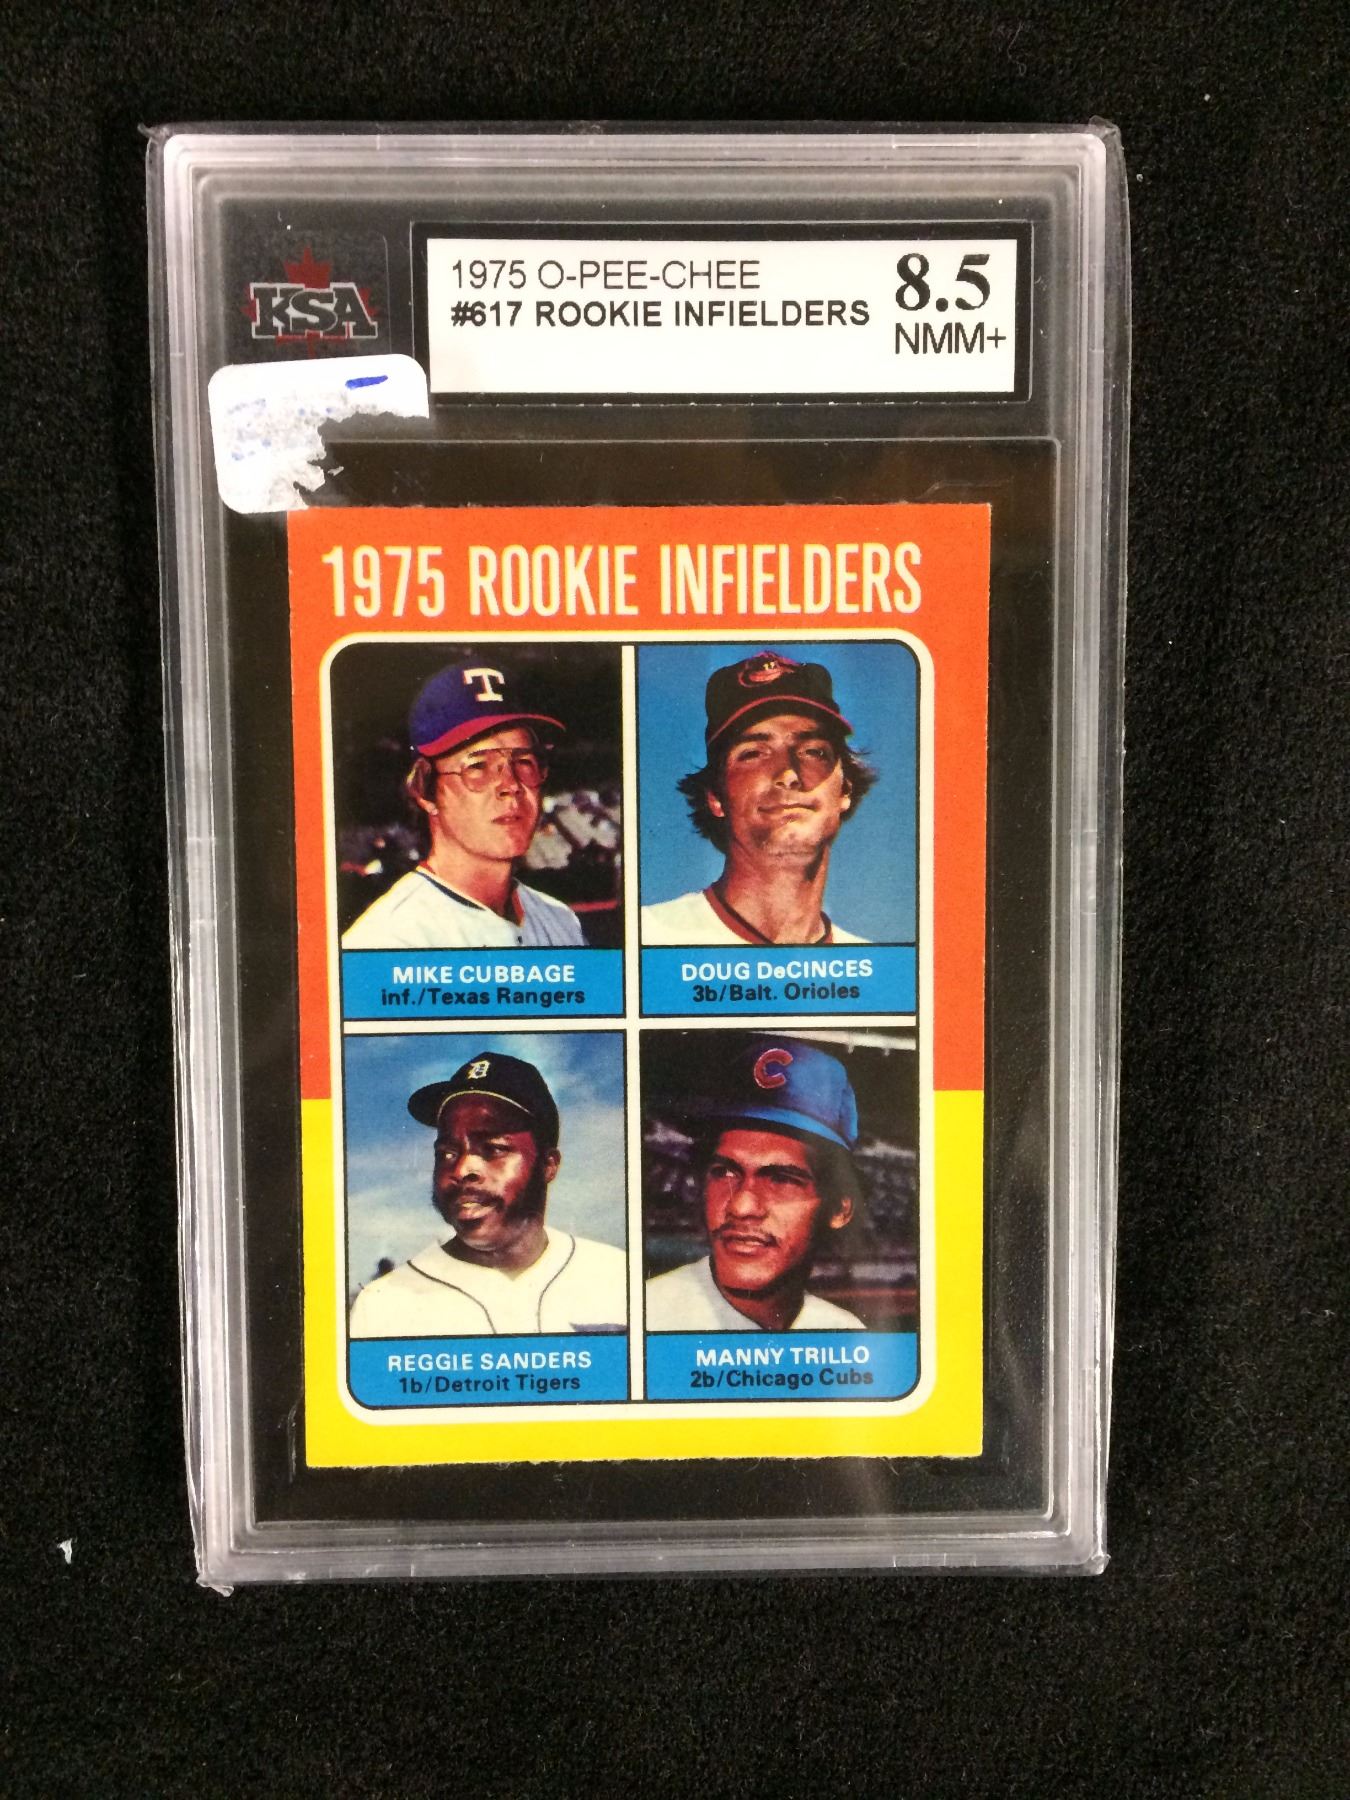 KSA
1975 O-PEE-CHEE
#617 ROOKIE INFIELDERS
8.5
NMM+
1975 ROOKIE INFIELDERS
T
MIKE CUBBAGE
inf./Texas Rangers
DOUG DeCINCES
3b/Balt. Orioles
D
C
REGGIE SANDERS
1b/Detroit Tigers
MANNY TRILLO
2b/Chicago Cubs